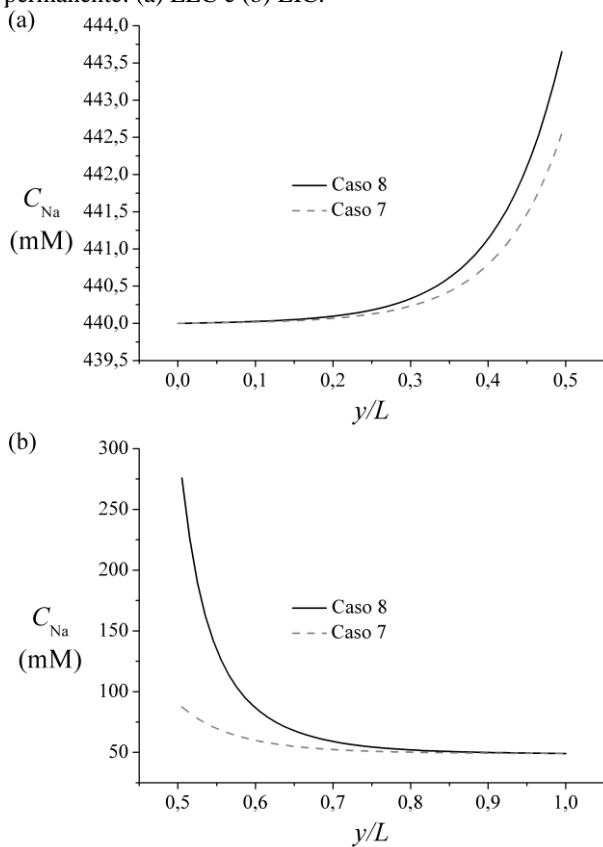 permanente. (a) LEC e (b) LIC.
(a)
444,0
443,5
443,0
442,5
442,0
441,5
441,0
440,5
440,0
439,5
C_Na
(mM)
Caso 8
Caso 7
0,0 0,1 0,2 0,3 0,4 0,5
y/L
(b)
300
250
150
100
50
C_Na
(mM)
Caso 8
Caso 7
0,5 0,6 0,7 0,8 0,9 1,0
y/L